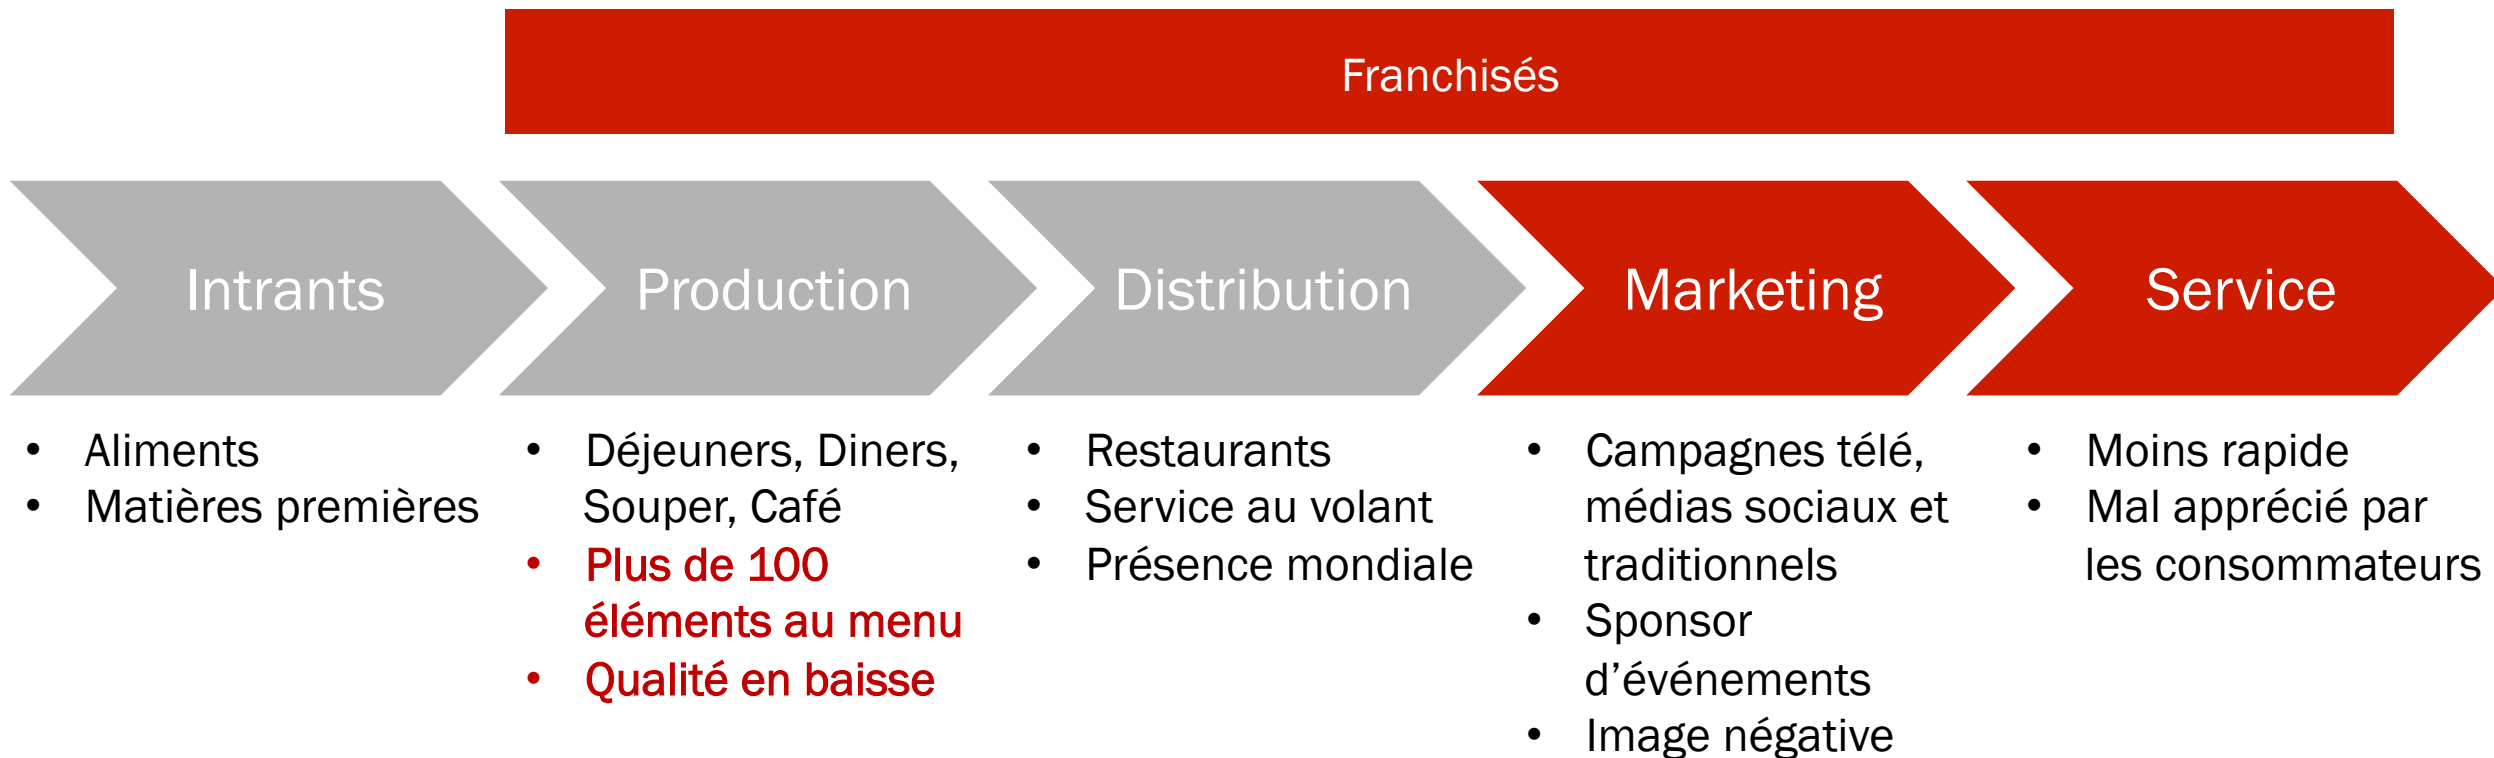 Franchisés
Intrants
Production
Distribution
Marketing
Service
• Aliments
• Matières premières
• Déjeuners, Diners,
Souper, Café
• Plus de 100
éléments au menu
• Qualité en baisse
• Restaurants
• Service au volant
• Présence mondiale
• Campagnes télé,
médias sociaux et
traditionnels
• Sponsor
d’événements
• Image négative
• Moins rapide
• Mal apprécié par
les consommateurs